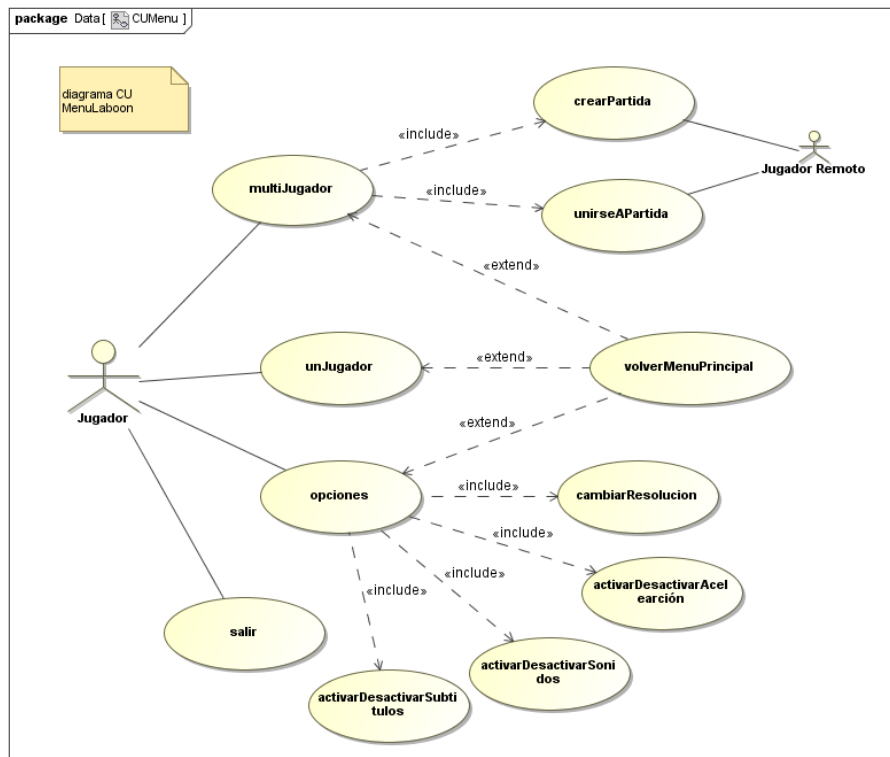 package Data [ CUMenu ]
diagrama CU
MenuLaboon
crearPartida
«include»
Jugador Remoto
multiJugador
«include»
unirseAPartida
«extend»
unJugador
«extend»
volverMenuPrincipal
Jugador
«extend»
opciones
«include»
cambiarResolucion
«include»
activarDesactivarAcel
earción
«include»
«include»
salir
activarDesactivarSoni
dos
activarDesactivarSubti
tulos